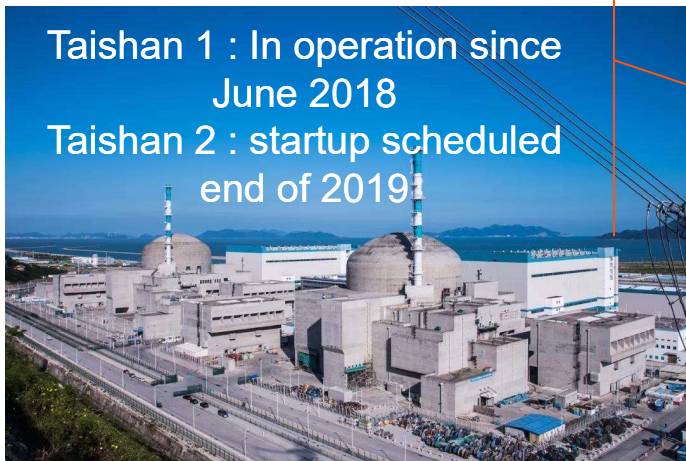 Taishan 1 : In operation since
June 2018
Taishan 2 : startup scheduled
end of 2019